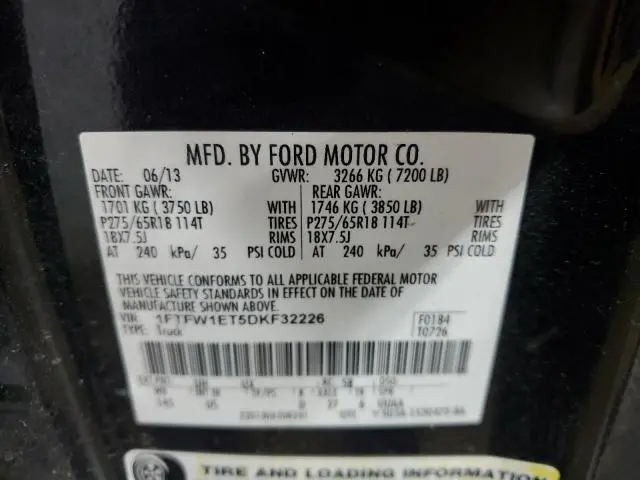 MFD. BY FORD MOTOR CO.
DATE: 06/13 GVWR: 3266 KG ( 7200 LB)
FRONT GAWR: REAR GAWR:
1701 KG ( 3750 LB) WITH 1746 KG ( 3850 LB) WITH
P275/65R18 114T TIRES P275/65R18 114T TIRES
18X7.5J RIMS 18X7.5J RIMS
AT 240 kPa/ 35 PSI COLD AT 240 kPa/ 35 PSI COLD
THIS VEHICLE CONFORMS TO ALL APPLICABLE FEDERAL MOTOR
VEHICLE SAFETY STANDARDS IN EFFECT ON THE DATE OF
MANUFACTURE SHOWN ABOVE.
VIN: 1FTFW1ET5DKF32226 F0184
TYPE: Truck T0726
TIRE AND LOADING INFORMATION